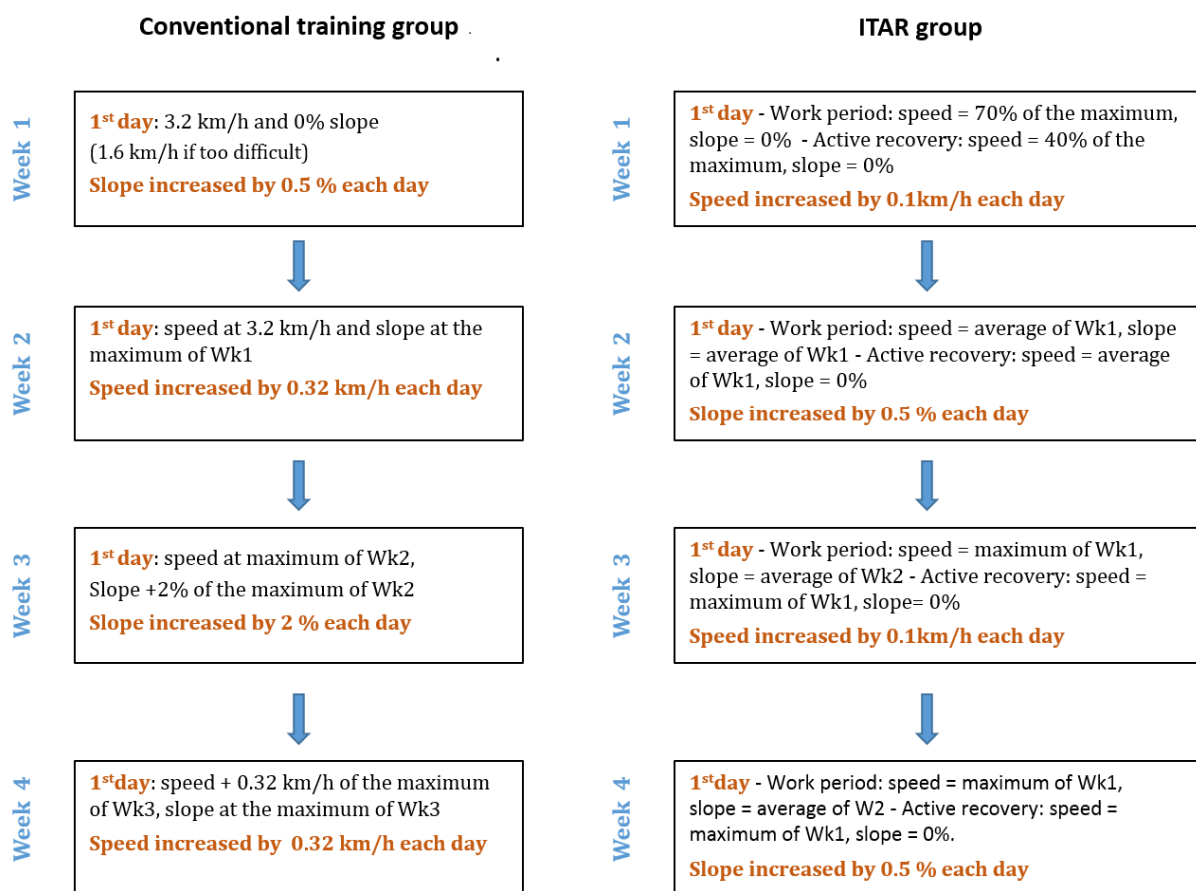 Conventional training group .
.
Week 1
1st day: 3.2 km/h and 0% slope
(1.6 km/h if too difficult)
Slope increased by 0.5 % each day
Week 2
1st day: speed at 3.2 km/h and slope at the
maximum of Wk1
Speed increased by 0.32 km/h each day
Week 3
1st day: speed at maximum of Wk2,
Slope +2% of the maximum of Wk2
Slope increased by 2 % each day
Week 4
1stday: speed + 0.32 km/h of the maximum
of Wk3, slope at the maximum of Wk3
Speed increased by  0.32 km/h each day
ITAR group
Week 1
1st day - Work period: speed = 70% of the maximum,
slope = 0%  - Active recovery: speed = 40% of the
maximum, slope = 0%
Speed increased by 0.1km/h each day
Week 2
1st day - Work period: speed = average of Wk1, slope
= average of Wk1 - Active recovery: speed = average
of Wk1, slope = 0%
Slope increased by 0.5 % each day
Week 3
1st day - Work period: speed = maximum of Wk1,
slope = average of Wk2 - Active recovery: speed =
maximum of Wk1, slope= 0%
Speed increased by 0.1km/h each day
Week 4
1stday - Work period: speed = maximum of Wk1,
slope = average of W2 - Active recovery: speed =
maximum of Wk1, slope = 0%.
Slope increased by 0.5 % each day